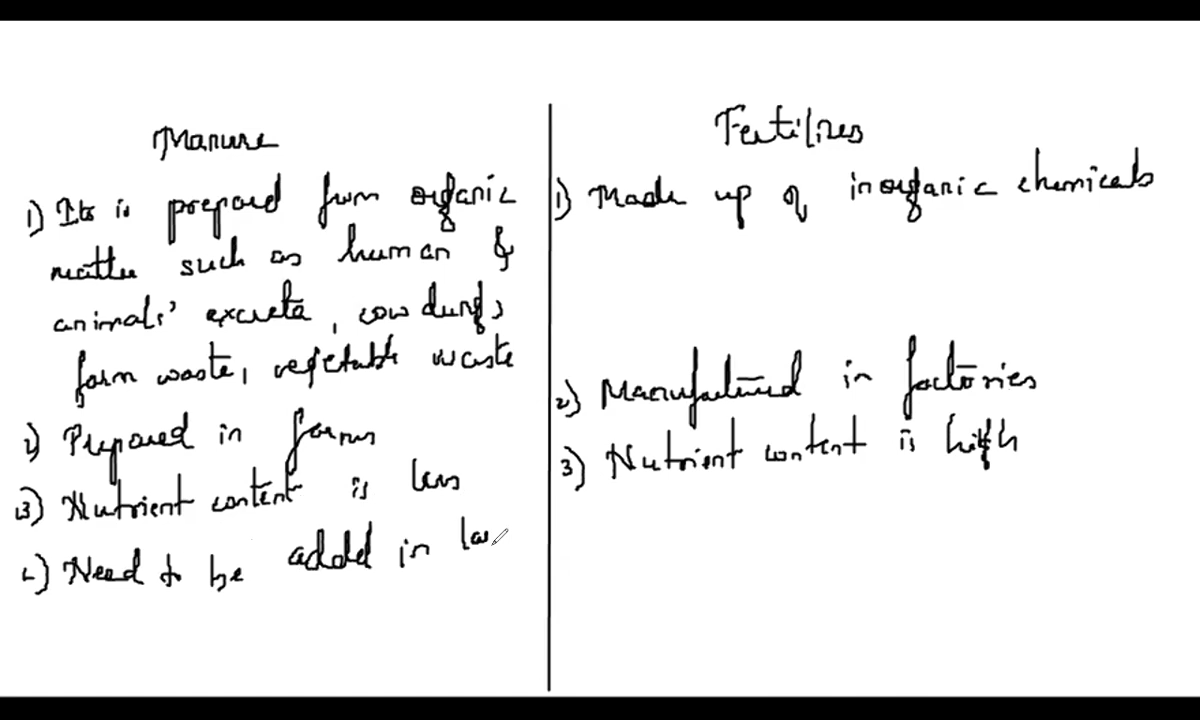 Manure
1) Its is prepared from organic
matter such as human &
animals' excreta, cow dung,
farm waste, vegetable waste
2) Prepared in farms
3) Nutrient content is less
4) Need to be added in la
Fertilizes
1) Made up of inorganic chemicals
2) Manufactured in factories
3) Nutrient content is high